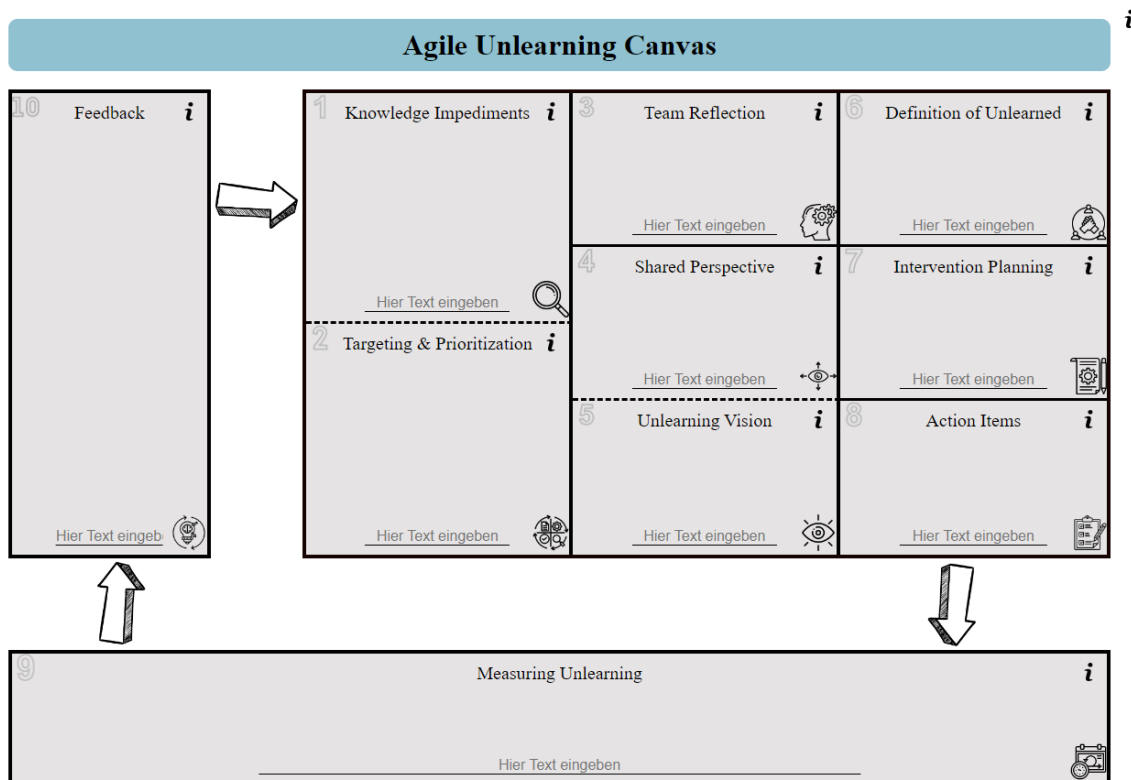 i
Agile Unlearning Canvas
10 Feedback i
Hier Text eingeb
1 Knowledge Impediments i
Hier Text eingeben
2 Targeting & Prioritization i
Hier Text eingeben
3 Team Reflection i
Hier Text eingeben
4 Shared Perspective i
Hier Text eingeben
5 Unlearning Vision i
Hier Text eingeben
6 Definition of Unlearned i
Hier Text eingeben
7 Intervention Planning i
Hier Text eingeben
8 Action Items i
Hier Text eingeben
9 Measuring Unlearning i
Hier Text eingeben